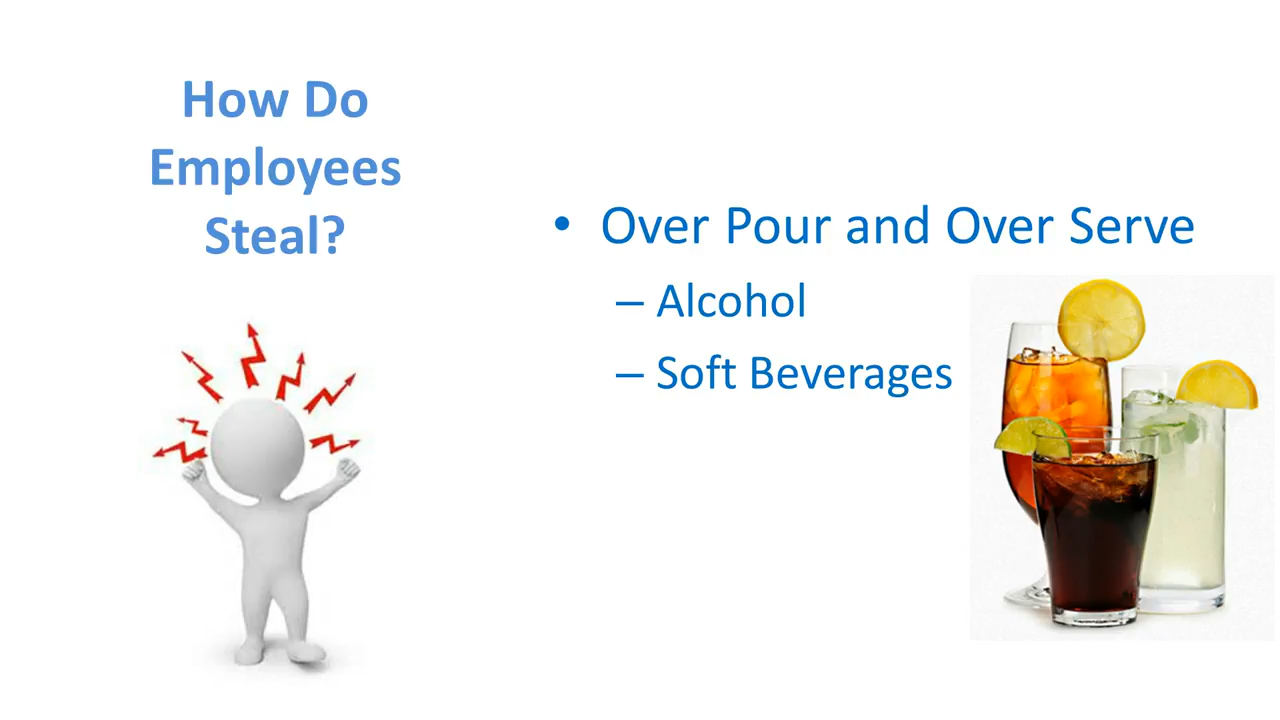 How Do
Employees
Steal?
• Over Pour and Over Serve
– Alcohol
– Soft Beverages